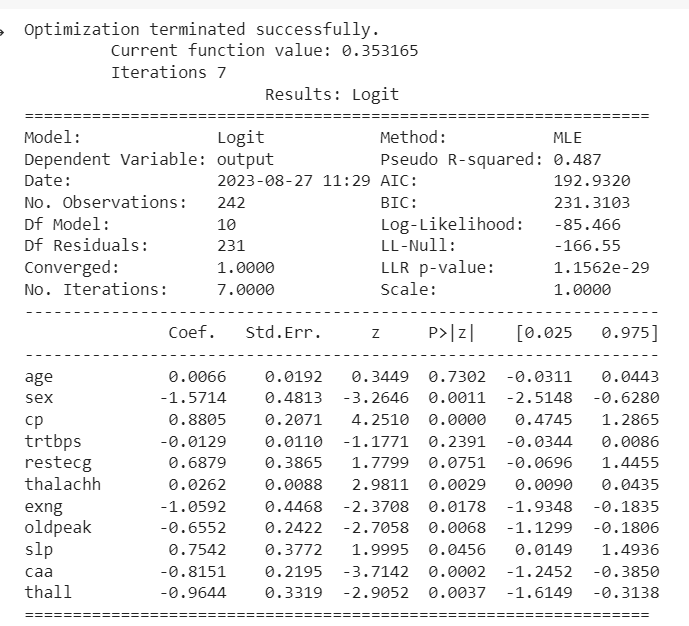 Optimization terminated successfully.
Current function value: 0.353165
Iterations 7
Results: Logit
=================================================================
Model: Logit Method: MLE
Dependent Variable: output Pseudo R-squared: 0.487
Date: 2023-08-27 11:29 AIC: 192.9320
No. Observations: 242 BIC: 231.3103
Df Model: 10 Log-Likelihood: -85.466
Df Residuals: 231 LL-Null: -166.55
Converged: 1.0000 LLR p-value: 1.1562e-29
No. Iterations: 7.0000 Scale: 1.0000
------------------------------------------------------------------
Coef. Std.Err. z P>|z| [0.025 0.975]
------------------------------------------------------------------
age 0.0066 0.0192 0.3449 0.7302 -0.0311 0.0443
sex -1.5714 0.4813 -3.2646 0.0011 -2.5148 -0.6280
cp 0.8805 0.2071 4.2510 0.0000 0.4745 1.2865
trtbps -0.0129 0.0110 -1.1771 0.2391 -0.0344 0.0086
restecg 0.6879 0.3865 1.7799 0.0751 -0.0696 1.4455
thalachh 0.0262 0.0088 2.9811 0.0029 0.0090 0.0435
exng -1.0592 0.4468 -2.3708 0.0178 -1.9348 -0.1835
oldpeak -0.6552 0.2422 -2.7058 0.0068 -1.1299 -0.1806
slp 0.7542 0.3772 1.9995 0.0456 0.0149 1.4936
caa -0.8151 0.2195 -3.7142 0.0002 -1.2452 -0.3850
thall -0.9644 0.3319 -2.9052 0.0037 -1.6149 -0.3138
=================================================================